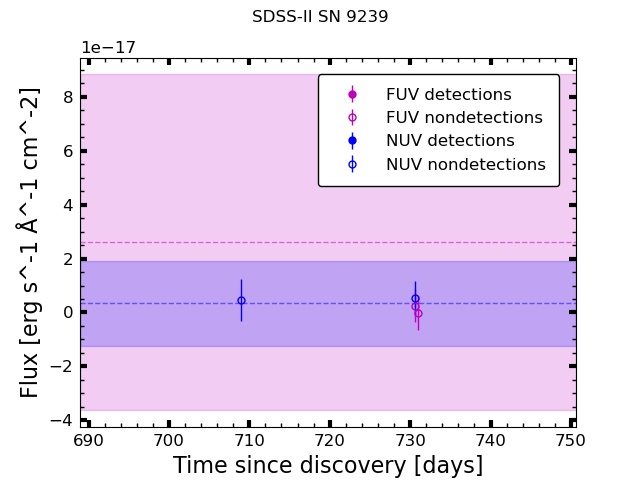 SDSS-II SN 9239
1e−17
FUV detections
FUV nondetections
NUV detections
NUV nondetections
8
6
4
2
0
−2
−4
Flux [erg s^-1 Å^-1 cm^-2]
690 700 710 720 730 740 750
Time since discovery [days]